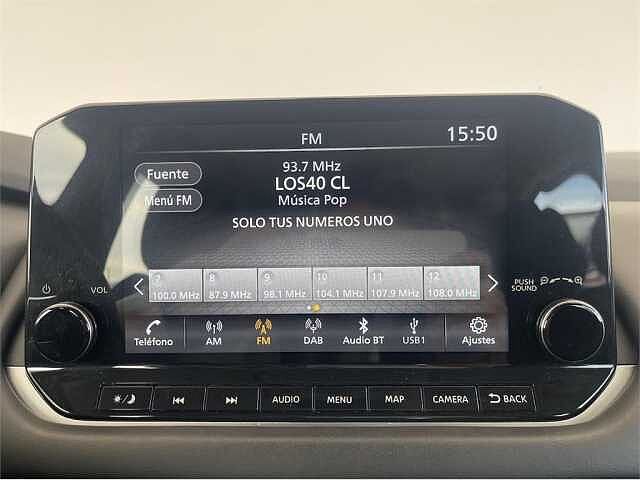 FM
15:50
93.7 MHz
Fuente
LOS40 CL
Menú FM
Música Pop
SOLO TUS NUMEROS UNO
7 8 9 10 11 12
100.0 MHz 87.9 MHz 98.1 MHz 104.1 MHz 107.9 MHz 108.0 MHz
VOL
PUSH
SOUND
Teléfono AM FM DAB Audio BT USB1 Ajustes
AUDIO MENU MAP CAMERA BACK